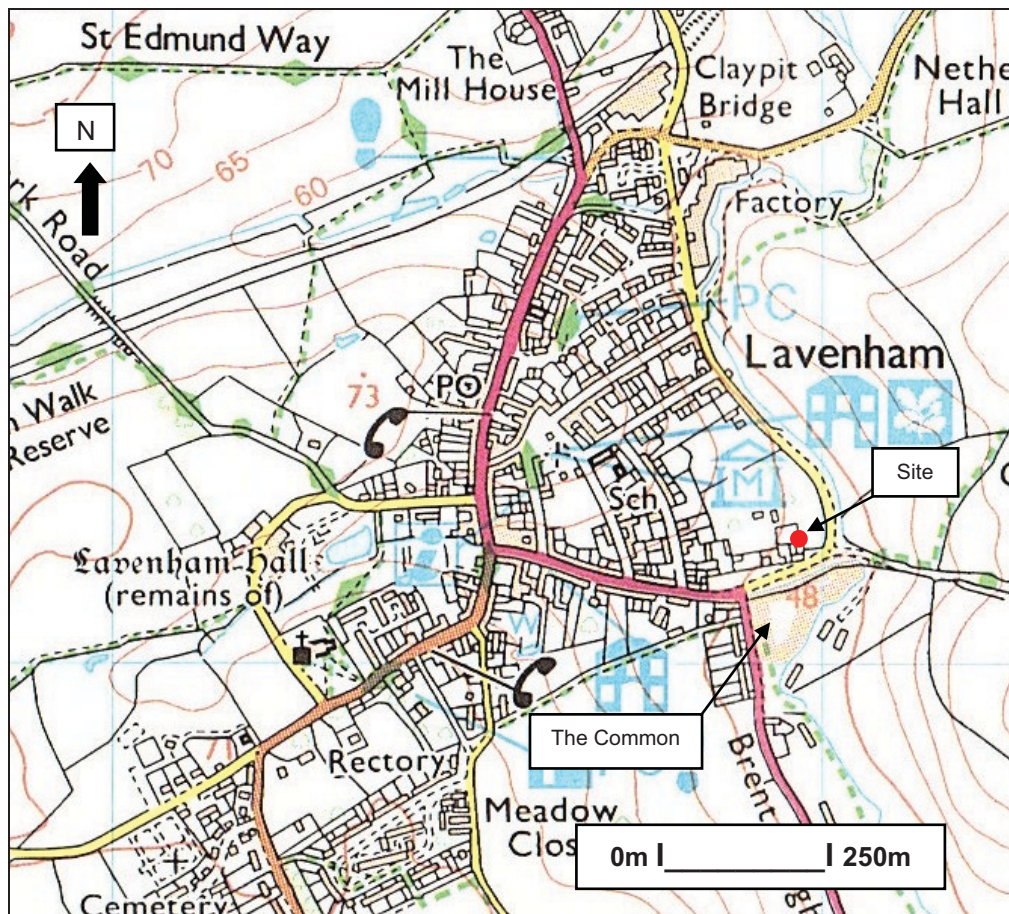 St Edmund Way
The
Mill House
Claypit
Bridge
Nethe
Hall
N
70
65
60
rk Road
Factory
PC
Lavenham
PO
73
n Walk
Reserve
M
Site
Sch
Lavenham Hall
(remains of)
i
48
W
The Common
Rectory
Brent
Meadow
Clos
0m
250m
Cemetery
gh